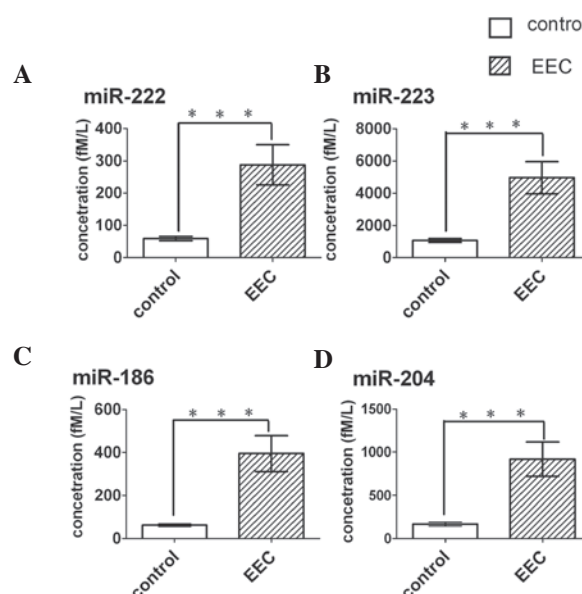 contro
EEC
A
miR-222
* * *
concetration (fM/L)
400
300
200
100
0
control
EEC
B
miR-223
* * *
concetration (fM/L)
8000
6000
4000
2000
0
control
EEC
C
miR-186
* * *
concetration (fM/L)
600
400
200
0
control
EEC
D
miR-204
* * *
concetration (fM/L)
1500
1000
500
0
control
EEC